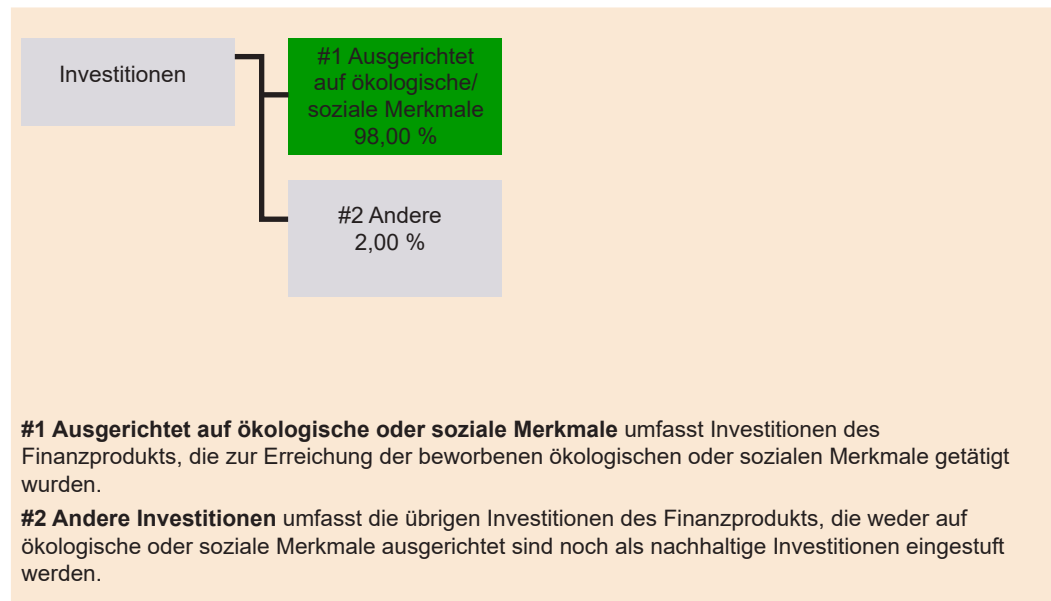 Investitionen
#1 Ausgerichtet
auf ökologische/
soziale Merkmale
98,00 %
#2 Andere
2,00 %
#1 Ausgerichtet auf ökologische oder soziale Merkmale umfasst Investitionen des
Finanzprodukts, die zur Erreichung der beworbenen ökologischen oder sozialen Merkmale getätigt
wurden.
#2 Andere Investitionen umfasst die übrigen Investitionen des Finanzprodukts, die weder auf
ökologische oder soziale Merkmale ausgerichtet sind noch als nachhaltige Investitionen eingestuft
werden.